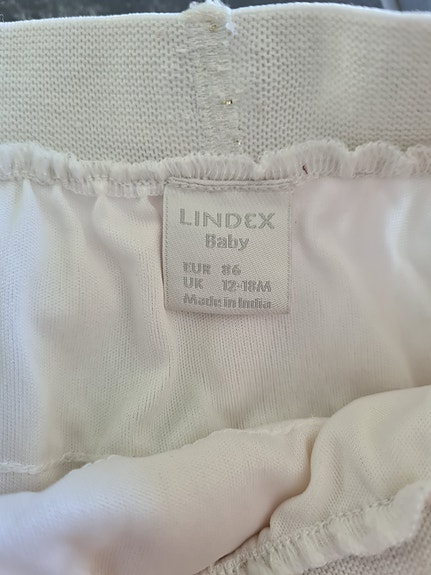 LINDEX
Baby
EUR 86
UK 12-18M
Made in India